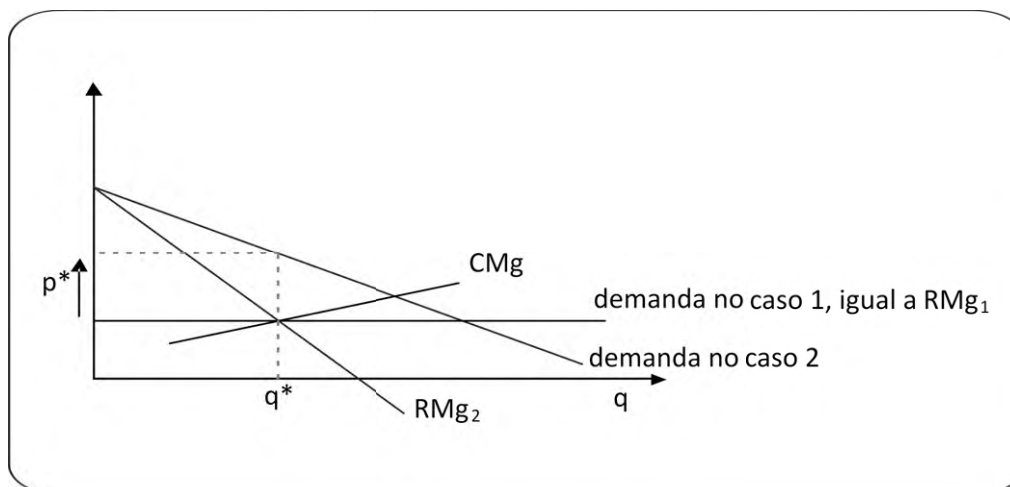 CMg
p*
demanda no caso 1, igual a RMg₁
demanda no caso 2
q*
RMg₂
q